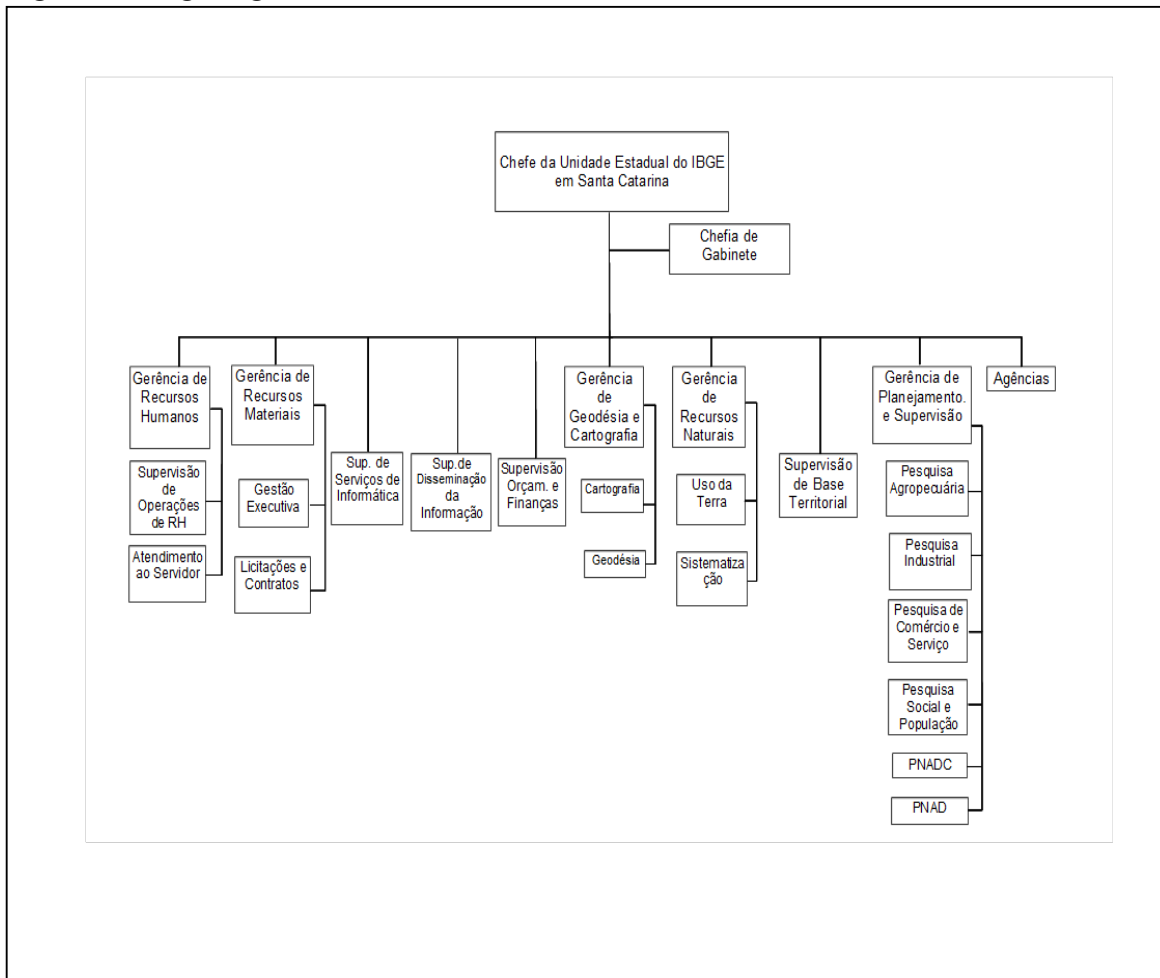 Chefe da Unidade Estadual do IBGE
em Santa Catarina
Chefia de
Gabinete
Gerência de
Recursos
Humanos
Supervisão
de
Operações
de RH
Atendimento
ao Servidor
Gerência de
Recursos
Materiais
Gestão
Executiva
Licitações e
Contratos
Sup. de
Serviços de
Informática
Sup.de
Disseminação
da
Informação
Supervisão
Orçam. e
Finanças
Gerência
de
Geodésia e
Cartografia
Cartografia
Geodésia
Gerência
de
Recursos
Naturais
Uso da
Terra
Sistematiza
ção
Supervisão
de Base
Territorial
Gerência de
Planejamento.
e Supervisão
Pesquisa
Agropecuária
Pesquisa
Industrial
Pesquisa de
Comércio e
Serviço
Pesquisa
Social e
População
PNADC
PNAD
Agências